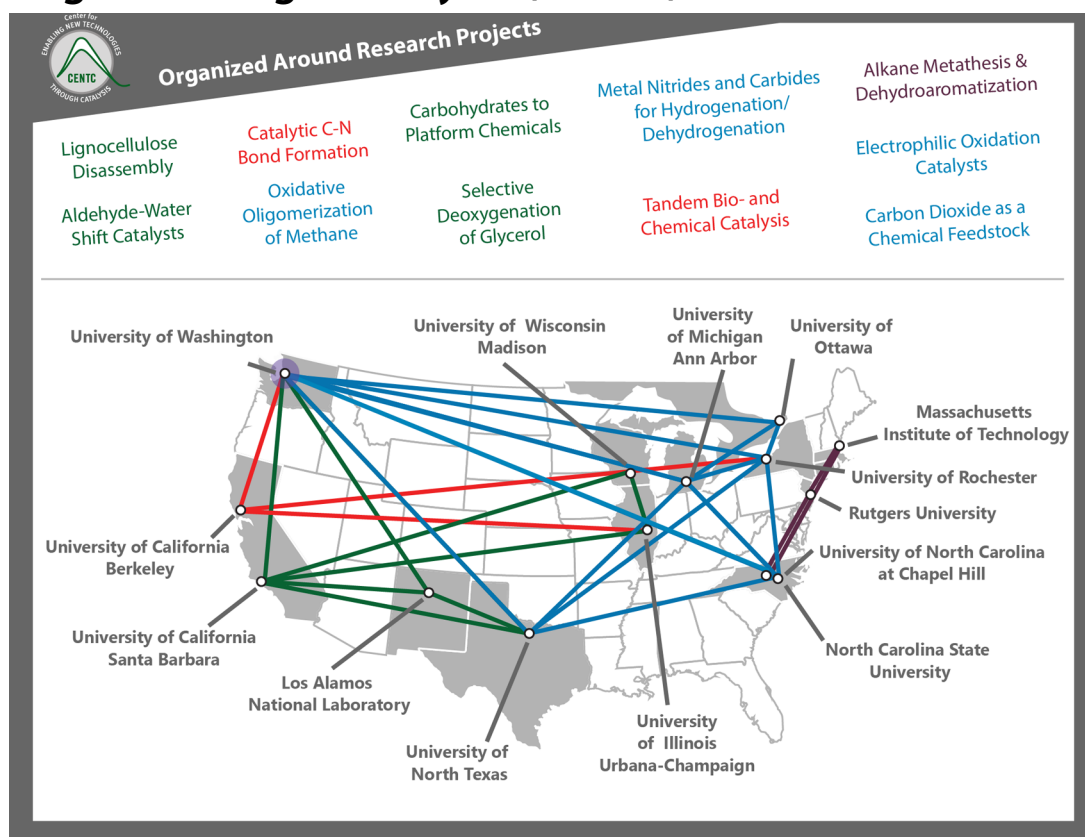 Center for
ENABLING NEW TECHNOLOGIES
CENTC
THROUGH CATALYSIS
Organized Around Research Projects
Lignocellulose
Disassembly
Catalytic C-N
Bond Formation
Carbohydrates to
Platform Chemicals
Metal Nitrides and Carbides
for Hydrogenation/
Dehydrogenation
Alkane Metathesis &
Dehydroaromatization
Aldehyde-Water
Shift Catalysts
Oxidative
Oligomerization
of Methane
Selective
Deoxygenation
of Glycerol
Tandem Bio- and
Chemical Catalysis
Electrophilic Oxidation
Catalysts
Carbon Dioxide as a
Chemical Feedstock
University of Washington
University of Wisconsin
Madison
University
of Michigan
Ann Arbor
University of
Ottawa
Massachusetts
Institute of Technology
University of Rochester
Rutgers University
University of North Carolina
at Chapel Hill
North Carolina State
University
University of California
Berkeley
University of California
Santa Barbara
Los Alamos
National Laboratory
University of
North Texas
University
of Illinois
Urbana-Champaign